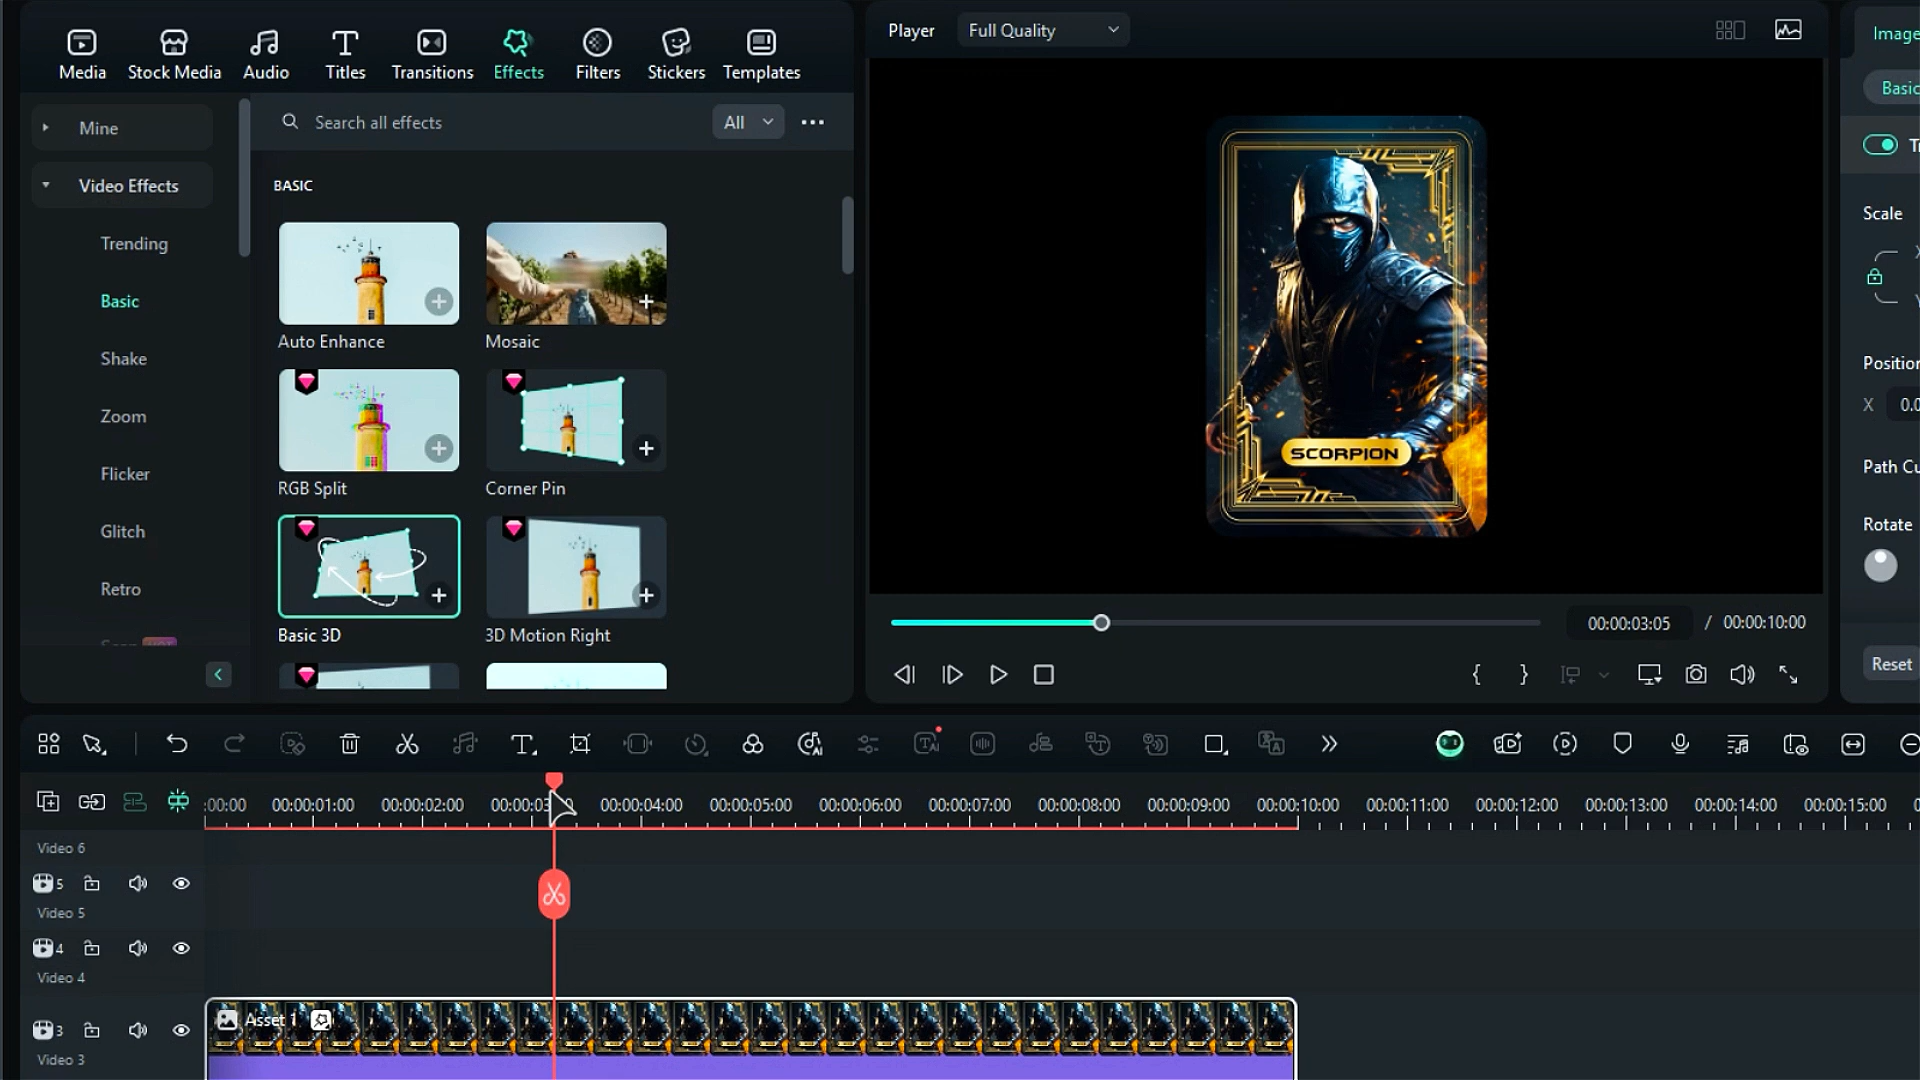 Media
Stock Media
Audio
Titles
Transitions
Effects
Filters
Stickers
Templates
Player
Full Quality
Image
Basic
Mine
Search all effects
All
Video Effects
BASIC
Trending
Basic
Shake
Zoom
Flicker
Glitch
Retro
Auto Enhance
Mosaic
RGB Split
Corner Pin
Basic 3D
3D Motion Right
SCORPION
Scale
X
Position
X 0.0
Path Cu
Rotate
Reset
00:00:03:05 / 00:00:10:00
:00:00 00:00:01:00 00:00:02:00 00:00:04:00 00:00:05:00 00:00:06:00 00:00:07:00 00:00:08:00 00:00:09:00 00:00:10:00 00:00:11:00 00:00:12:00 00:00:13:00 00:00:14:00 00:00:15:00
Video 6
5
Video 5
4
Video 4
3
Asset 1
Video 3